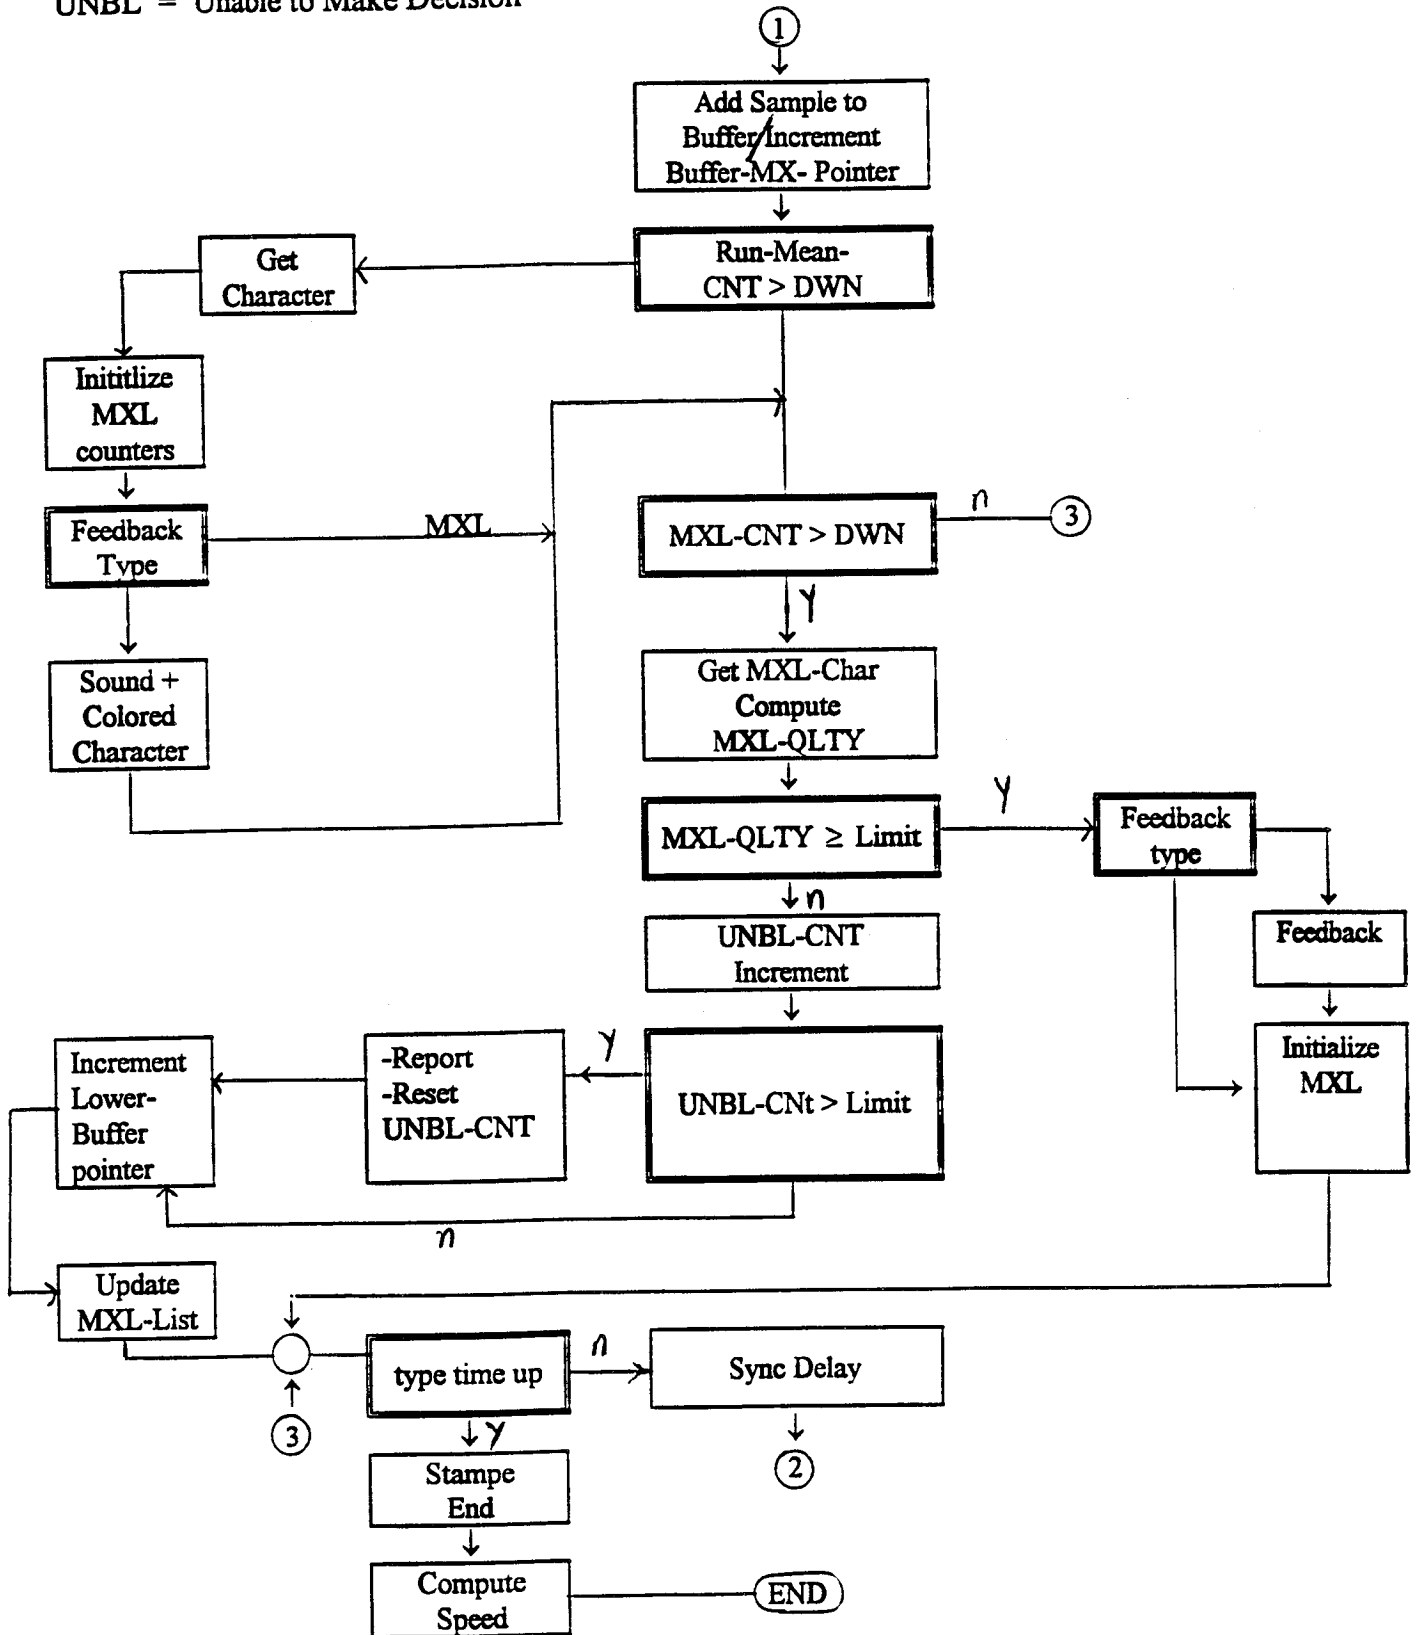 UNBL = Unable to Make Decision
1
Add Sample to
Buffer/Increment
Buffer-MX- Pointer
Run-Mean-
CNT > DWN
Get
Character
Inititlize
MXL
counters
Feedback
Type
MXL
Sound +
Colored
Character
MXL-CNT > DWN
n
3
Y
Get MXL-Char
Compute
MXL-QLTY
MXL-QLTY ≥ Limit
Y
Feedback
type
n
UNBL-CNT
Increment
Feedback
Initialize
MXL
UNBL-CNt > Limit
Y
-Report
-Reset
UNBL-CNT
Increment
Lower-
Buffer
pointer
n
Update
MXL-List
3
type time up
n
Sync Delay
2
Y
Stampe
End
Compute
Speed
END